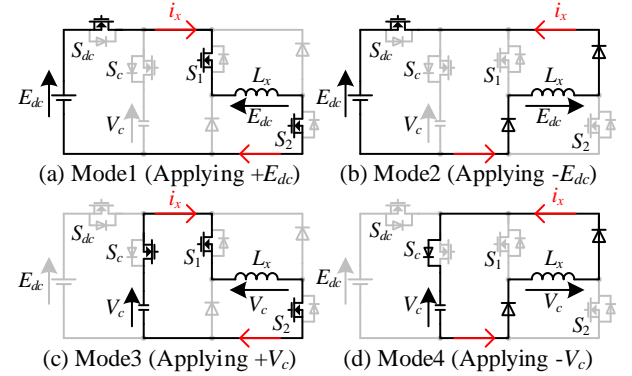 i_x
S_dc
S_c
S_1
L_x
E_dc
V_c
E_dc
S_2
(a) Mode1 (Applying +E_dc)
i_x
S_dc
S_c
S_1
L_x
E_dc
V_c
E_dc
S_2
(b) Mode2 (Applying -E_dc)
i_x
S_dc
S_c
S_1
L_x
E_dc
V_c
V_c
S_2
(c) Mode3 (Applying +V_c)
i_x
S_dc
S_c
S_1
L_x
E_dc
V_c
V_c
S_2
(d) Mode4 (Applying -V_c)